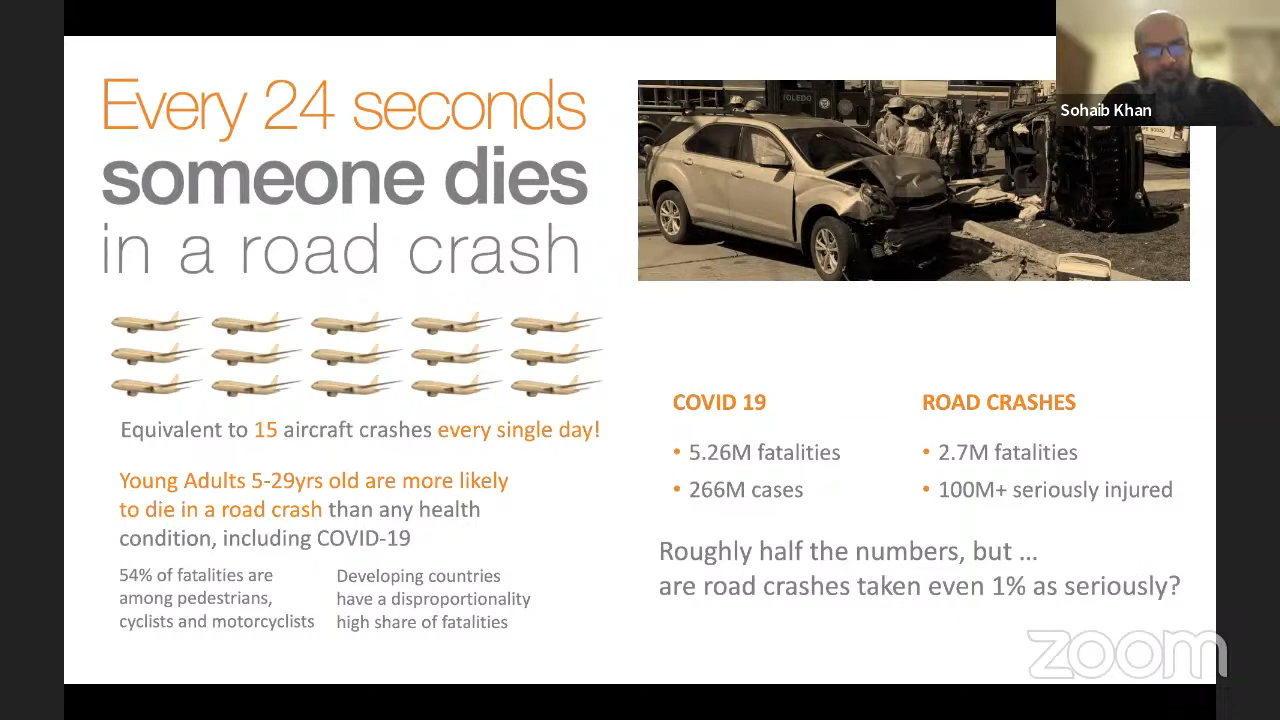 Every 24 seconds
someone dies
in a road crash
TOLEDO
Sohaib Khan
Equivalent to 15 aircraft crashes every single day!
Young Adults 5-29yrs old are more likely
to die in a road crash than any health
condition, including COVID-19
54% of fatalities are
among pedestrians,
cyclists and motorcyclists
Developing countries
have a disproportionality
high share of fatalities
COVID 19
• 5.26M fatalities
• 266M cases
ROAD CRASHES
• 2.7M fatalities
• 100M+ seriously injured
Roughly half the numbers, but ...
are road crashes taken even 1% as seriously?
zoom